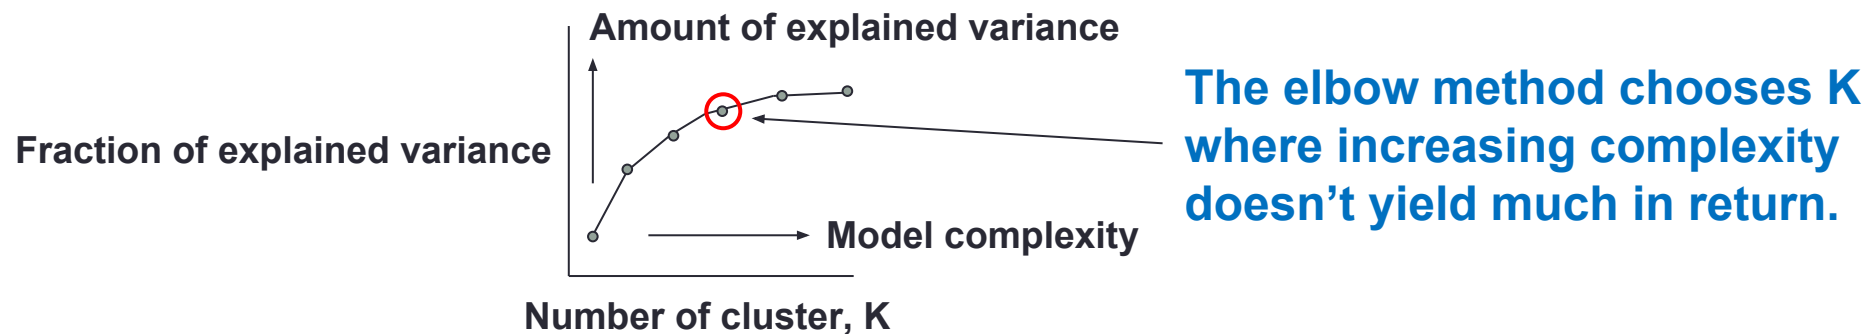 Amount of explained variance
Fraction of explained variance
Model complexity
Number of cluster, K
The elbow method chooses K
where increasing complexity
doesn’t yield much in return.